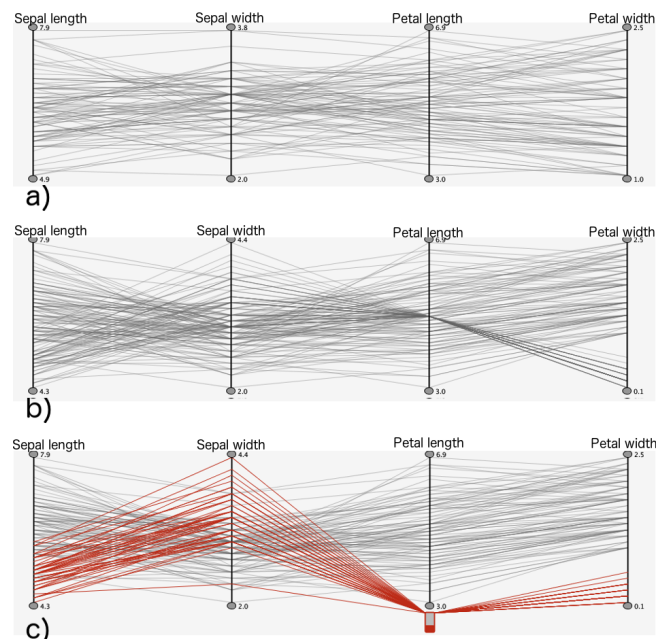 Sepal length Sepal width Petal length Petal width
7.9 3.8 6.9 2.5
4.9 2.0 3.0 1.0
a)
Sepal length Sepal width Petal length Petal width
7.9 4.4 6.9 2.5
4.3 2.0 3.0 0.1
b)
Sepal length Sepal width Petal length Petal width
7.9 4.4 6.9 2.5
4.3 2.0 3.0 0.1
c)